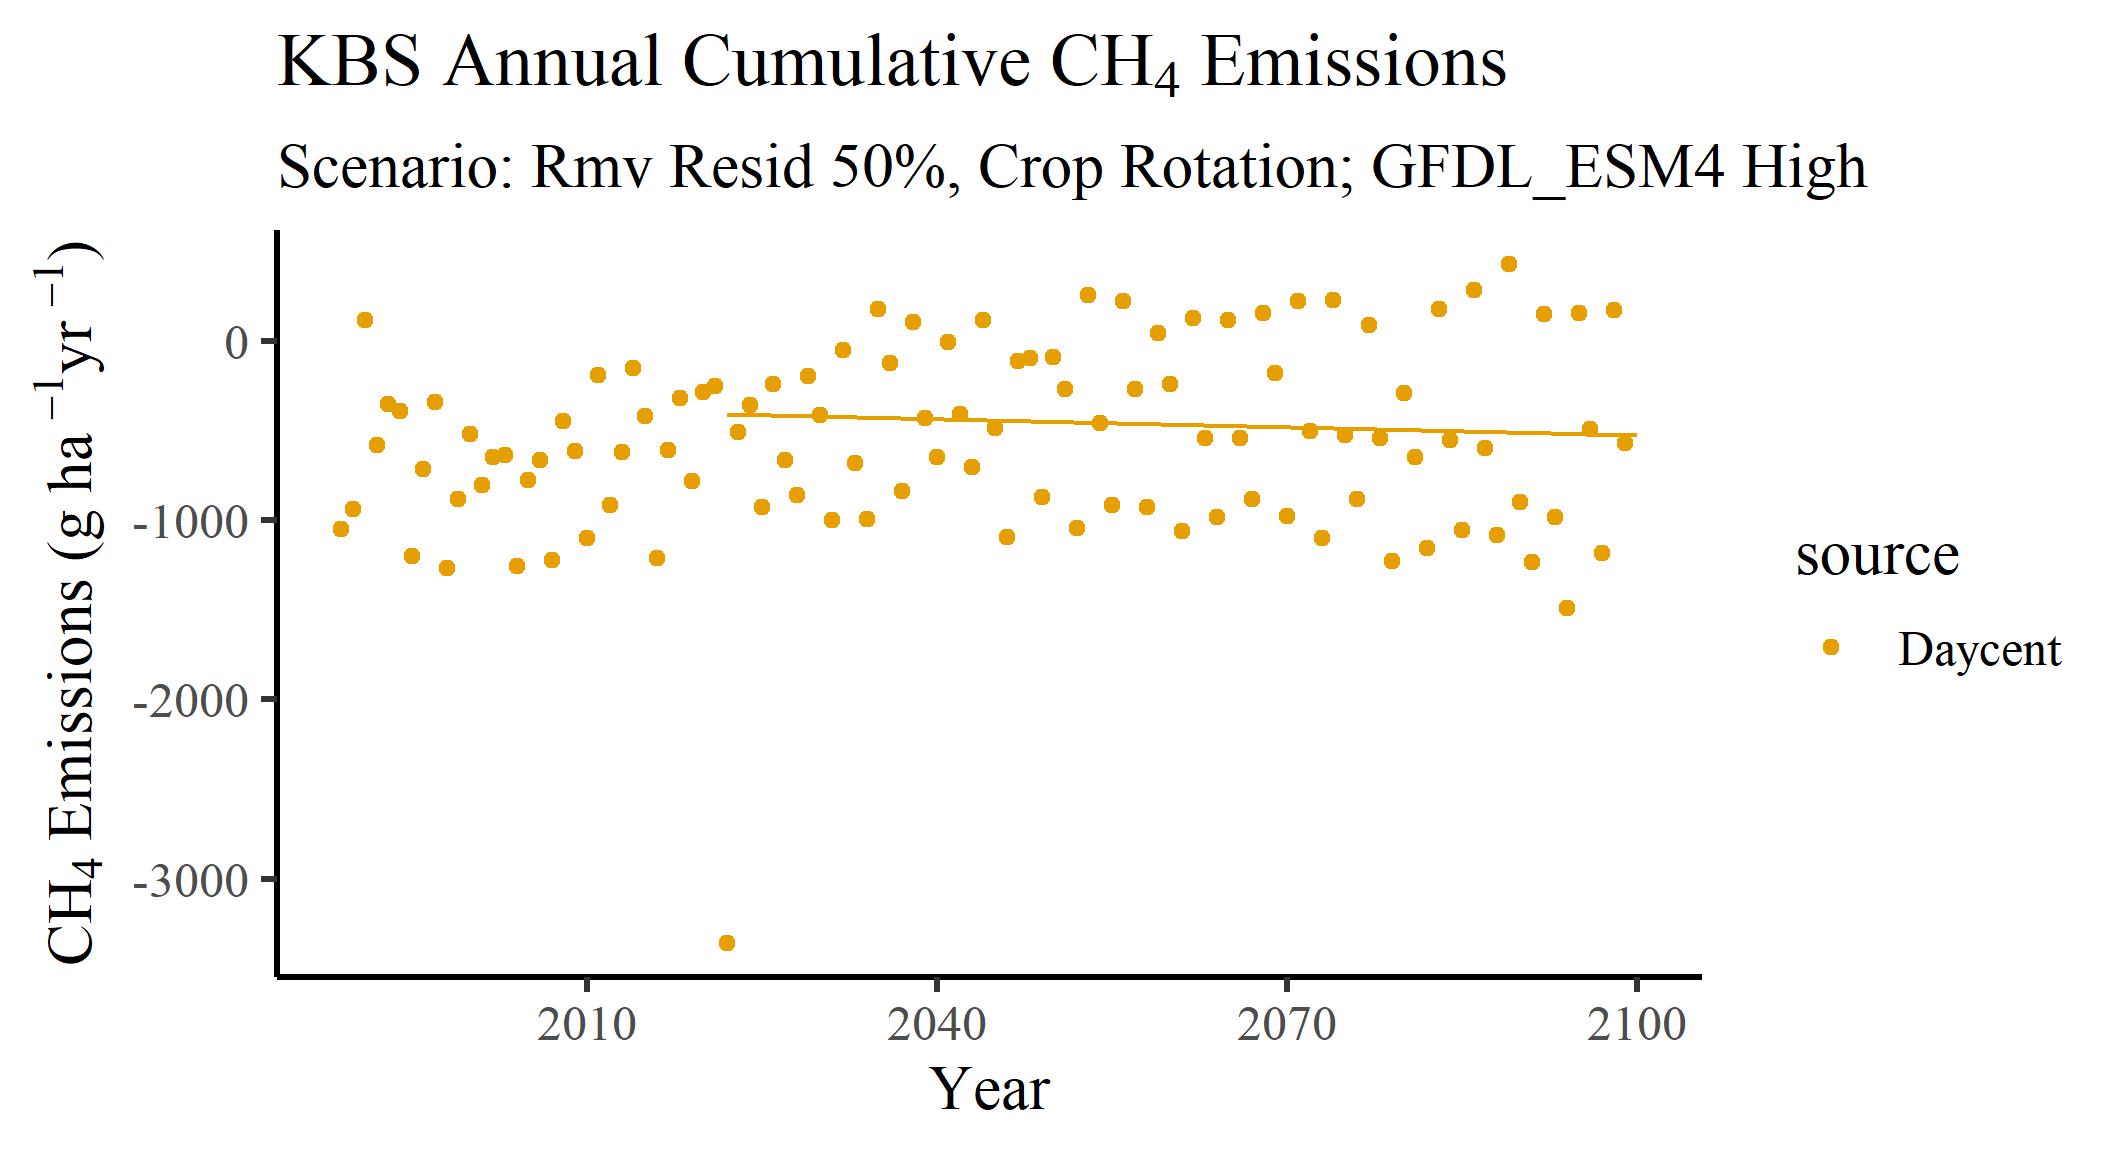 KBS Annual Cumulative CH₄ Emissions
Scenario: Rmv Resid 50%, Crop Rotation; GFDL_ESM4 High
CH₄ Emissions (g ha ⁻¹yr ⁻¹)
0
-1000
-2000
-3000
2010 2040 2070 2100
Year
source
Daycent